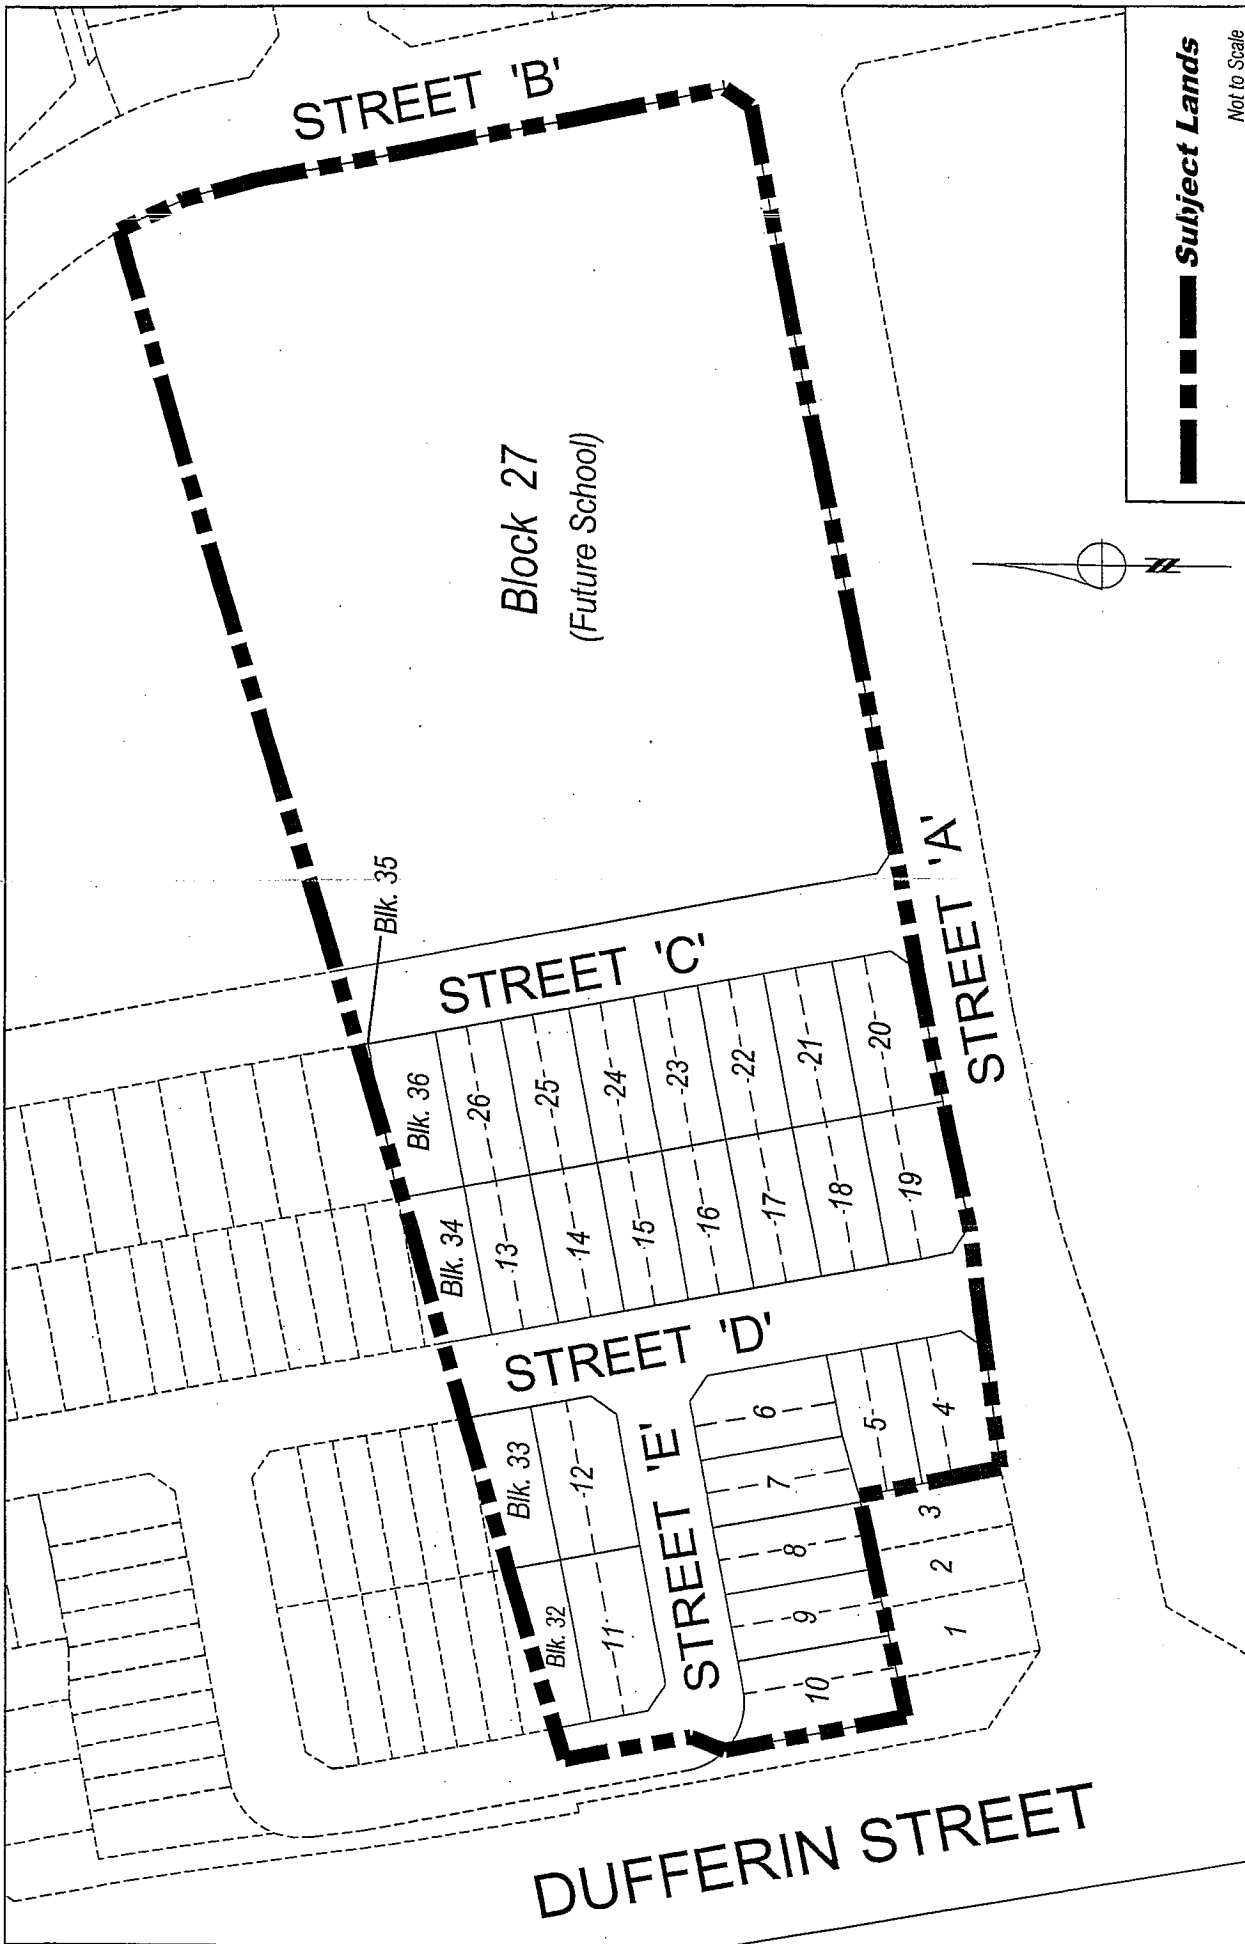 STREET 'B'
Block 27
(Future School)
Blk. 35
STREET 'C'
STREET 'A'
Blk. 36
26
25
24
23
22
21
20
Blk. 34
13
14
15
16
17
18
19
STREET 'D'
Blk. 33
12
Blk. 32
11
STREET 'E'
6
7
8
9
10
5
4
3
2
1
DUFFERIN STREET
Subject Lands
Not to Scale
N